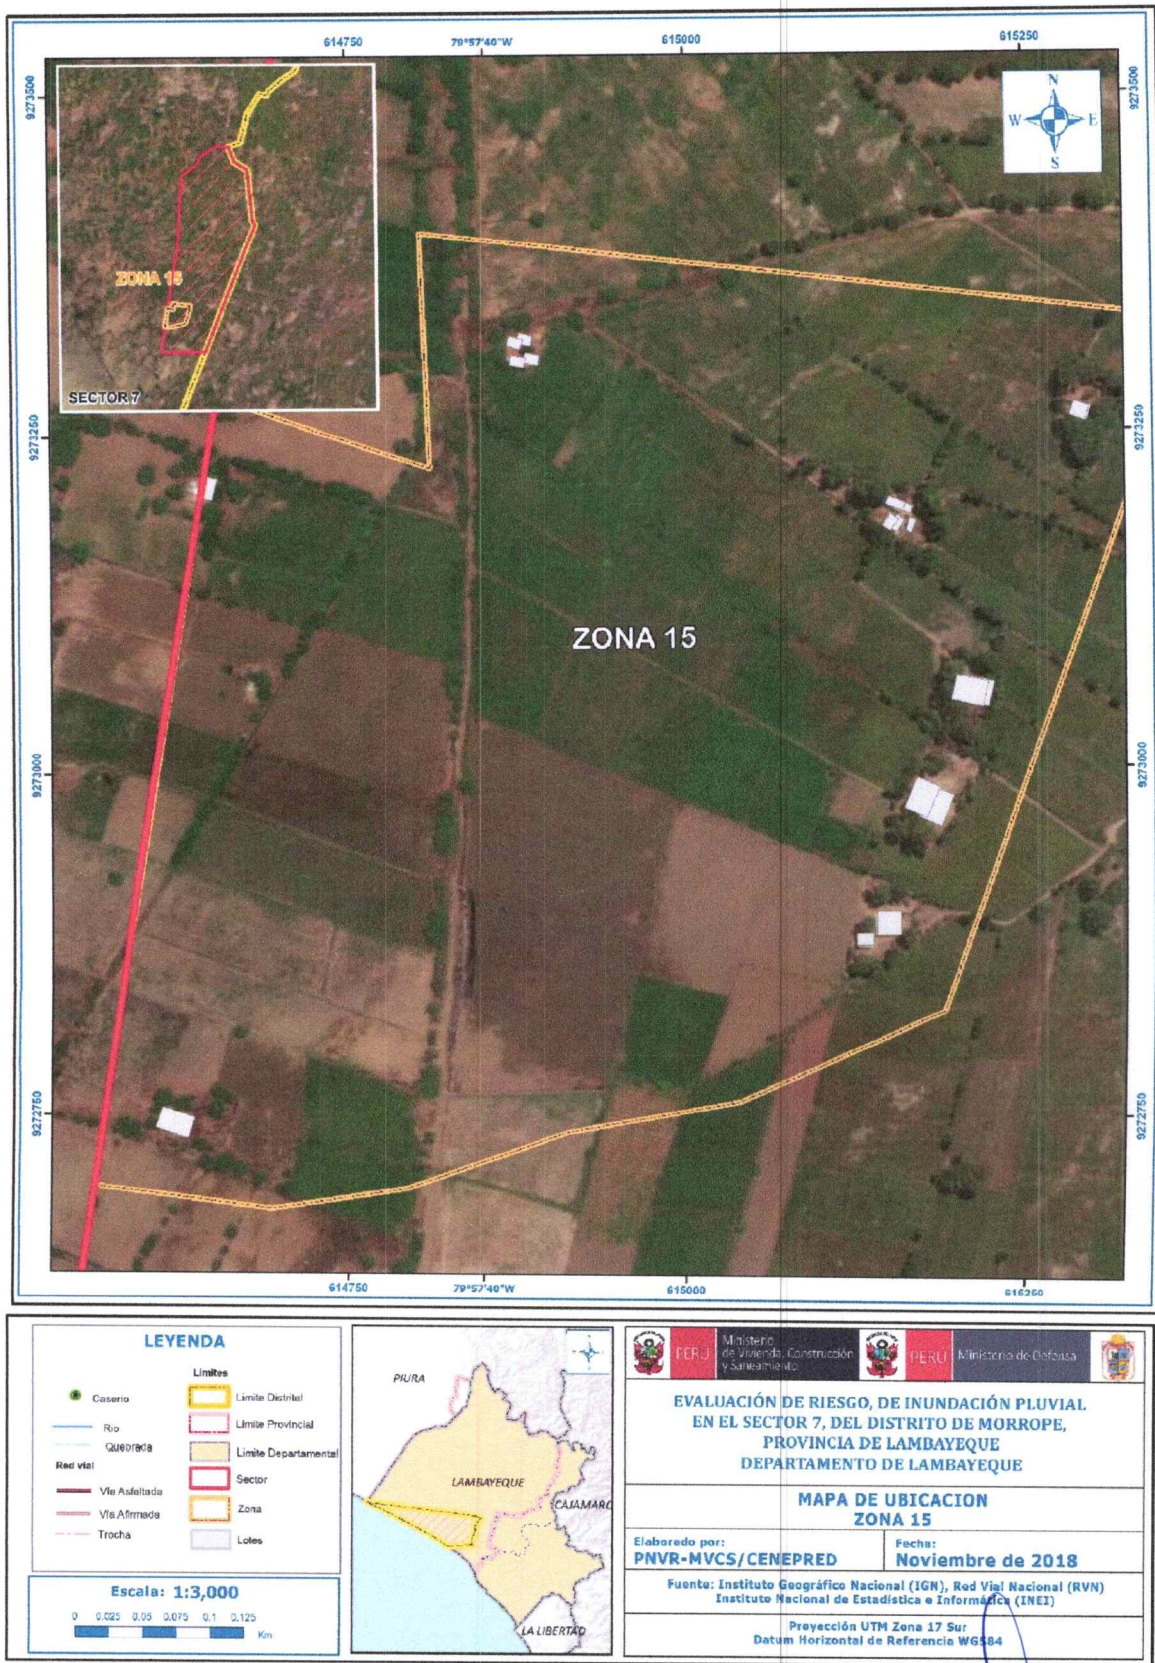 614750
79°57'40"W
615000
615250
9273500
9273500
N
W
E
S
ZONA 15
SECTOR 7
9273250
9273250
ZONA 15
9273000
9273000
9272750
9272750
614750
79°57'40"W
615000
615250
LEYENDA
Caserio
Rio
Quebrada
Red vial
Via Asfaltada
Via Afirmada
Trocha
Limites
Limite Distrital
Limite Provincial
Limite Departamental
Sector
Zona
Lotes
Escala: 1:3,000
0 0.025 0.05 0.075 0.1 0.125
Km
PIURA
LAMBAYEQUE
CAJAMARC
LA LIBERTAD
PERÚ
Ministerio
de Vivienda, Construcción
y Saneamiento
PERÚ
Ministerio de Defensa
EVALUACIÓN DE RIESGO, DE INUNDACIÓN PLUVIAL
EN EL SECTOR 7, DEL DISTRITO DE MORROPE,
PROVINCIA DE LAMBAYEQUE
DEPARTAMENTO DE LAMBAYEQUE
MAPA DE UBICACION
ZONA 15
Elaborado por:
PNVR-MVCS/CENEPRED
Fecha:
Noviembre de 2018
Fuente: Instituto Geográfico Nacional (IGN), Red Vial Nacional (RVN)
Instituto Nacional de Estadística e Informática (INEI)
Proyección UTM Zona 17 Sur
Datum Horizontal de Referencia WGS84